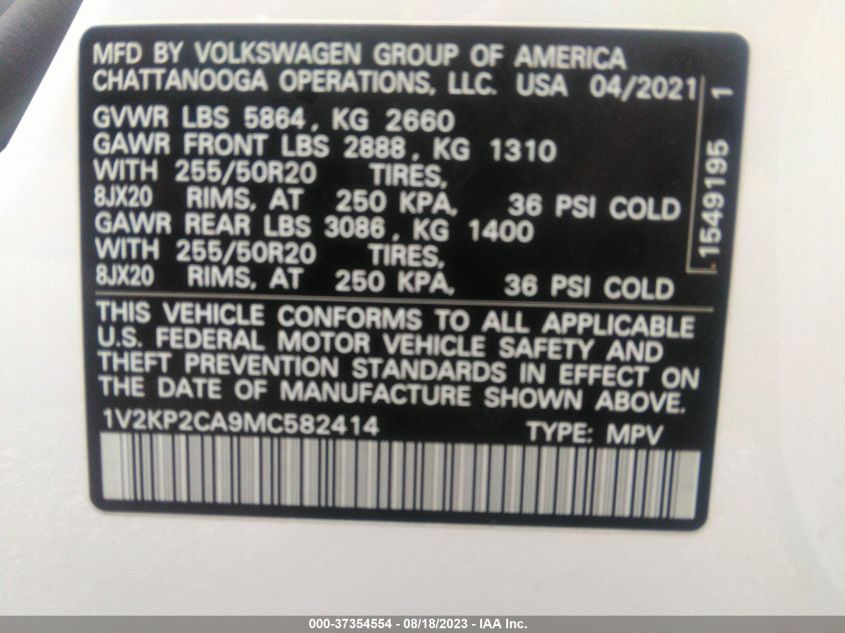 MFD BY VOLKSWAGEN GROUP OF AMERICA
CHATTANOOGA OPERATIONS, LLC. USA 04/2021
GVWR LBS 5864, KG 2660
GAWR FRONT LBS 2888, KG 1310
WITH 255/50R20 TIRES,
8JX20 RIMS, AT 250 KPA, 36 PSI COLD
GAWR REAR LBS 3086, KG 1400
WITH 255/50R20 TIRES,
8JX20 RIMS, AT 250 KPA, 36 PSI COLD
1549195 1
THIS VEHICLE CONFORMS TO ALL APPLICABLE
U.S. FEDERAL MOTOR VEHICLE SAFETY AND
THEFT PREVENTION STANDARDS IN EFFECT ON
THE DATE OF MANUFACTURE SHOWN ABOVE.
1V2KP2CA9MC582414 TYPE: MPV
000-37354554 - 08/18/2023 - IAA Inc.